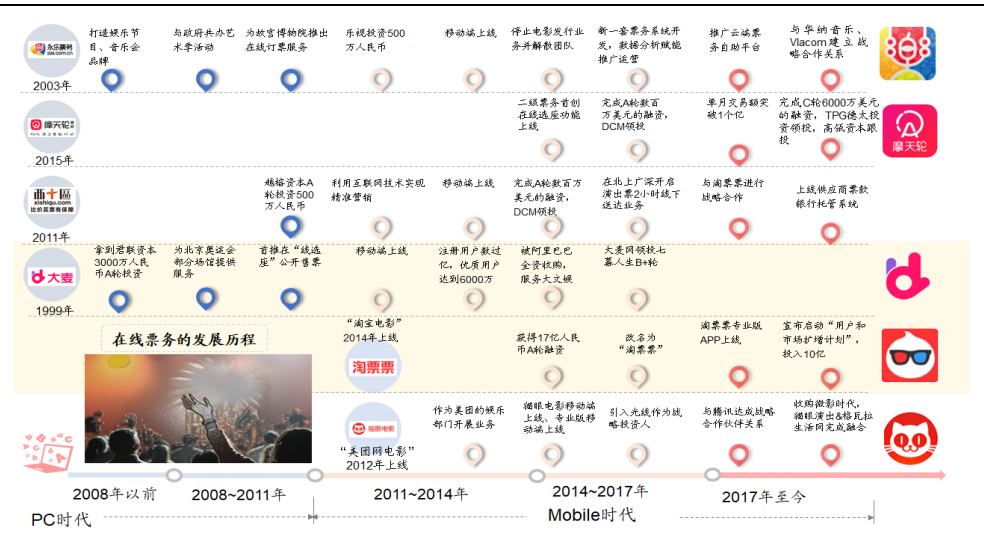 永乐票务
228.com.cn
2003年
打造娱乐节
目、音乐会
品牌
与政府共办艺
术季活动
为故宫博物院推出
在线订票服务
乐视投资500
万人民币
移动端上线
停止电影发行业
务并解散团队
新一套票务系统开
发，数据分析赋能
推广运营
推广云端票
务自助平台
与华纳音乐、
Viacom建立战
略合作关系
摩天轮
2015年
二级票务首创
在线选座功能
上线
完成A轮数百
万美元的融资，
DCM领投
单月交易额突
破1个亿
完成C轮6000万美元
的融资，TPG德太投
资领投，高瓴资本跟
投
摩天轮
西十區
xishiqu.com
比价买票有保障
2011年
越榕资本A
轮投资500
万人民币
利用互联网技术实现
精准营销
移动端上线
完成A轮数百万
美元的融资，
DCM领投
在北上广深开启
演出票2小时线下
送达业务
与淘票票进行
战略合作
上线供应商票款
银行托管系统
大麦
1999年
拿到君联资本
3000万人民
币A轮投资
为北京奥运会
部分场馆提供
服务
首推在“线选
座”公开售票
移动端上线
注册用户数过
亿，优质用户
达到6000万
被阿里巴巴
全资收购，
服务大文娱
大麦网领投七
幕人生B+轮
在线票务的发展历程
“淘宝电影”
2014年上线
淘票票
获得17亿人民
币A轮融资
改名为
“淘票票”
淘票票专业版
APP上线
宣布启动“用户和
市场扩增计划”，
投入10亿
猫眼电影
“美团网电影”
2012年上线
作为美团的娱乐
部门开展业务
猫眼电影移动端
上线、专业版移
动端上线
引入光线作为战
略投资人
与腾讯达成战略
合作伙伴关系
收购微影时代，
猫眼演出&格瓦拉
生活网完成融合
2008年以前
2008~2011年
2011~2014年
2014~2017年
2017年至今
PC时代
Mobile时代